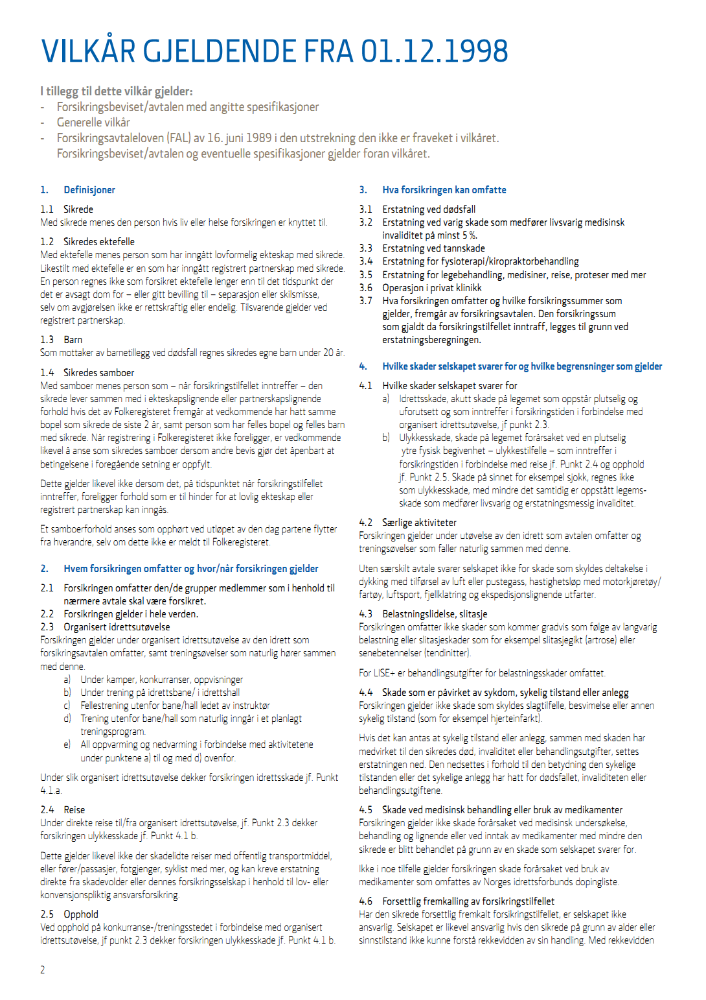 VILKÅR GJELDENDE FRA 01.12.1998
I tillegg til dette vilkår gjelder:
- Forsikringsbeviset/avtalen med angitte spesifikasjoner
- Generelle vilkår
- Forsikringsavtaleloven (FAL) av 16. juni 1989 i den utstrekning den ikke er fraveket i vilkåret.
Forsikringsbeviset/avtalen og eventuelle spesifikasjoner gjelder foran vilkåret.
1. Definisjoner
1.1 Sikrede
Med sikrede menes den person hvis liv eller helse forsikringen er knyttet til.
1.2 Sikredes ektefelle
Med ektefelle menes person som har inngått lovformelig ekteskap med sikrede.
Likestilt med ektefelle er en som har inngått registrert partnerskap med sikrede.
En person regnes ikke som forsikret ektefelle lenger enn til det tidspunkt der
det er avsagt dom for – eller gitt bevilling til – separasjon eller skilsmisse,
selv om avgjørelsen ikke er rettskraftig eller endelig. Tilsvarende gjelder ved
registrert partnerskap.
1.3 Barn
Som mottaker av barnetillegg ved dødsfall regnes sikredes egne barn under 20 år.
1.4 Sikredes samboer
Med samboer menes person som – når forsikringstilfellet inntreffer – den
sikrede lever sammen med i ekteskapslignende eller partnerskapslignende
forhold hvis det av Folkeregisteret fremgår at vedkommende har hatt samme
bopel som sikrede de siste 2 år, samt person som har felles bopel og felles barn
med sikrede. Når registrering i Folkeregisteret ikke foreligger, er vedkommende
likevel å anse som sikredes samboer dersom andre bevis gjør det åpenbart at
betingelsene i foregående setning er oppfylt.
Dette gjelder likevel ikke dersom det, på tidspunktet når forsikringstilfellet
inntreffer, foreligger forhold som er til hinder for at lovlig ekteskap eller
registrert partnerskap kan inngås.
Et samboerforhold anses som opphørt ved utløpet av den dag partene flytter
fra hverandre, selv om dette ikke er meldt til Folkeregisteret.
2. Hvem forsikringen omfatter og hvor/når forsikringen gjelder
2.1 Forsikringen omfatter den/de grupper medlemmer som i henhold til
nærmere avtale skal være forsikret.
2.2 Forsikringen gjelder i hele verden.
2.3 Organisert idrettsutøvelse
Forsikringen gjelder under organisert idrettsutøvelse av den idrett som
forsikringsavtalen omfatter, samt treningsøvelser som naturlig hører sammen
med denne.
a) Under kamper, konkurranser, oppvisninger
b) Under trening på idrettsbane/ i idrettshall
c) Fellestrening utenfor bane/hall ledet av instruktør
d) Trening utenfor bane/hall som naturlig inngår i et planlagt
treningsprogram.
e) All oppvarming og nedvarming i forbindelse med aktivitetene
under punktene a) til og med d) ovenfor.
Under slik organisert idrettsutøvelse dekker forsikringen idrettsskade jf. Punkt
4.1.a.
2.4 Reise
Under direkte reise til/fra organisert idrettsutøvelse, jf. Punkt 2.3 dekker
forsikringen ulykkesskade jf. Punkt 4.1 b.
Dette gjelder likevel ikke der skadelidte reiser med offentlig transportmiddel,
eller fører/passasjer, fotgjenger, syklist med mer, og kan kreve erstatning
direkte fra skadevolder eller dennes forsikringsselskap i henhold til lov- eller
konvensjonspliktig ansvarsforsikring.
2.5 Opphold
Ved opphold på konkurranse-/treningsstedet i forbindelse med organisert
idrettsutøvelse, jf punkt 2.3 dekker forsikringen ulykkesskade jf. Punkt 4.1 b.
3. Hva forsikringen kan omfatte
3.1 Erstatning ved dødsfall
3.2 Erstatning ved varig skade som medfører livsvarig medisinsk
invaliditet på minst 5 %.
3.3 Erstatning ved tannskade
3.4 Erstatning for fysioterapi/kiropraktorbehandling
3.5 Erstatning for legebehandling, medisiner, reise, proteser med mer
3.6 Operasjon i privat klinikk
3.7 Hva forsikringen omfatter og hvilke forsikringssummer som
gjelder, fremgår av forsikringsavtalen. Den forsikringssum
som gjaldt da forsikringstilfellet inntraff, legges til grunn ved
erstatningsberegningen.
4. Hvilke skader selskapet svarer for og hvilke begrensninger som gjelder
4.1 Hvilke skader selskapet svarer for
a) Idrettsskade, akutt skade på legemet som oppstår plutselig og
uforutsett og som inntreffer i forsikringstiden i forbindelse med
organisert idrettsutøvelse, jf punkt 2.3.
b) Ulykkesskade, skade på legemet forårsaket ved en plutselig
ytre fysisk begivenhet – ulykkestilfelle – som inntreffer i
forsikringstiden i forbindelse med reise jf. Punkt 2.4 og opphold
jf. Punkt 2.5. Skade på sinnet for eksempel sjokk, regnes ikke
som ulykkesskade, med mindre det samtidig er oppstått legems-
skade som medfører livsvarig og erstatningsmessig invaliditet.
4.2 Særlige aktiviteter
Forsikringen gjelder under utøvelse av den idrett som avtalen omfatter og
treningsøvelser som faller naturlig sammen med denne.
Uten særskilt avtale svarer selskapet ikke for skade som skyldes deltakelse i
dykking med tilførsel av luft eller pustegass, hastighetsløp med motorkjøretøy/
fartøy, luftsport, fjellklatring og ekspedisjonslignende utfarter.
4.3 Belastningslidelse, slitasje
Forsikringen omfatter ikke skader som kommer gradvis som følge av langvarig
belastning eller slitasjeskader som for eksempel slitasjegikt (artrose) eller
senebetennelser (tendinitter).
For LISE+ er behandlingsutgifter for belastningsskader omfattet.
4.4 Skade som er påvirket av sykdom, sykelig tilstand eller anlegg
Forsikringen gjelder ikke skade som skyldes slagtilfelle, besvimelse eller annen
sykelig tilstand (som for eksempel hjerteinfarkt).
Hvis det kan antas at sykelig tilstand eller anlegg, sammen med skaden har
medvirket til den sikredes død, invaliditet eller behandlingsutgifter, settes
erstatningen ned. Den nedsettes i forhold til den betydning den sykelige
tilstanden eller det sykelige anlegg har hatt for dødsfallet, invaliditeten eller
behandlingsutgiftene.
4.5 Skade ved medisinsk behandling eller bruk av medikamenter
Forsikringen gjelder ikke skade forårsaket ved medisinsk undersøkelse,
behandling og lignende eller ved inntak av medikamenter med mindre den
sikrede er blitt behandlet på grunn av en skade som selskapet svarer for.
Ikke i noe tilfelle gjelder forsikringen skade forårsaket ved bruk av
medikamenter som omfattes av Norges idrettsforbunds dopingliste.
4.6 Forsettlig fremkalling av forsikringstilfellet
Har den sikrede forsettlig fremkalt forsikringstilfellet, er selskapet ikke
ansvarlig. Selskapet er likevel ansvarlig hvis den sikrede på grunn av alder eller
sinnstilstand ikke kunne forstå rekkevidden av sin handling. Med rekkevidden
2